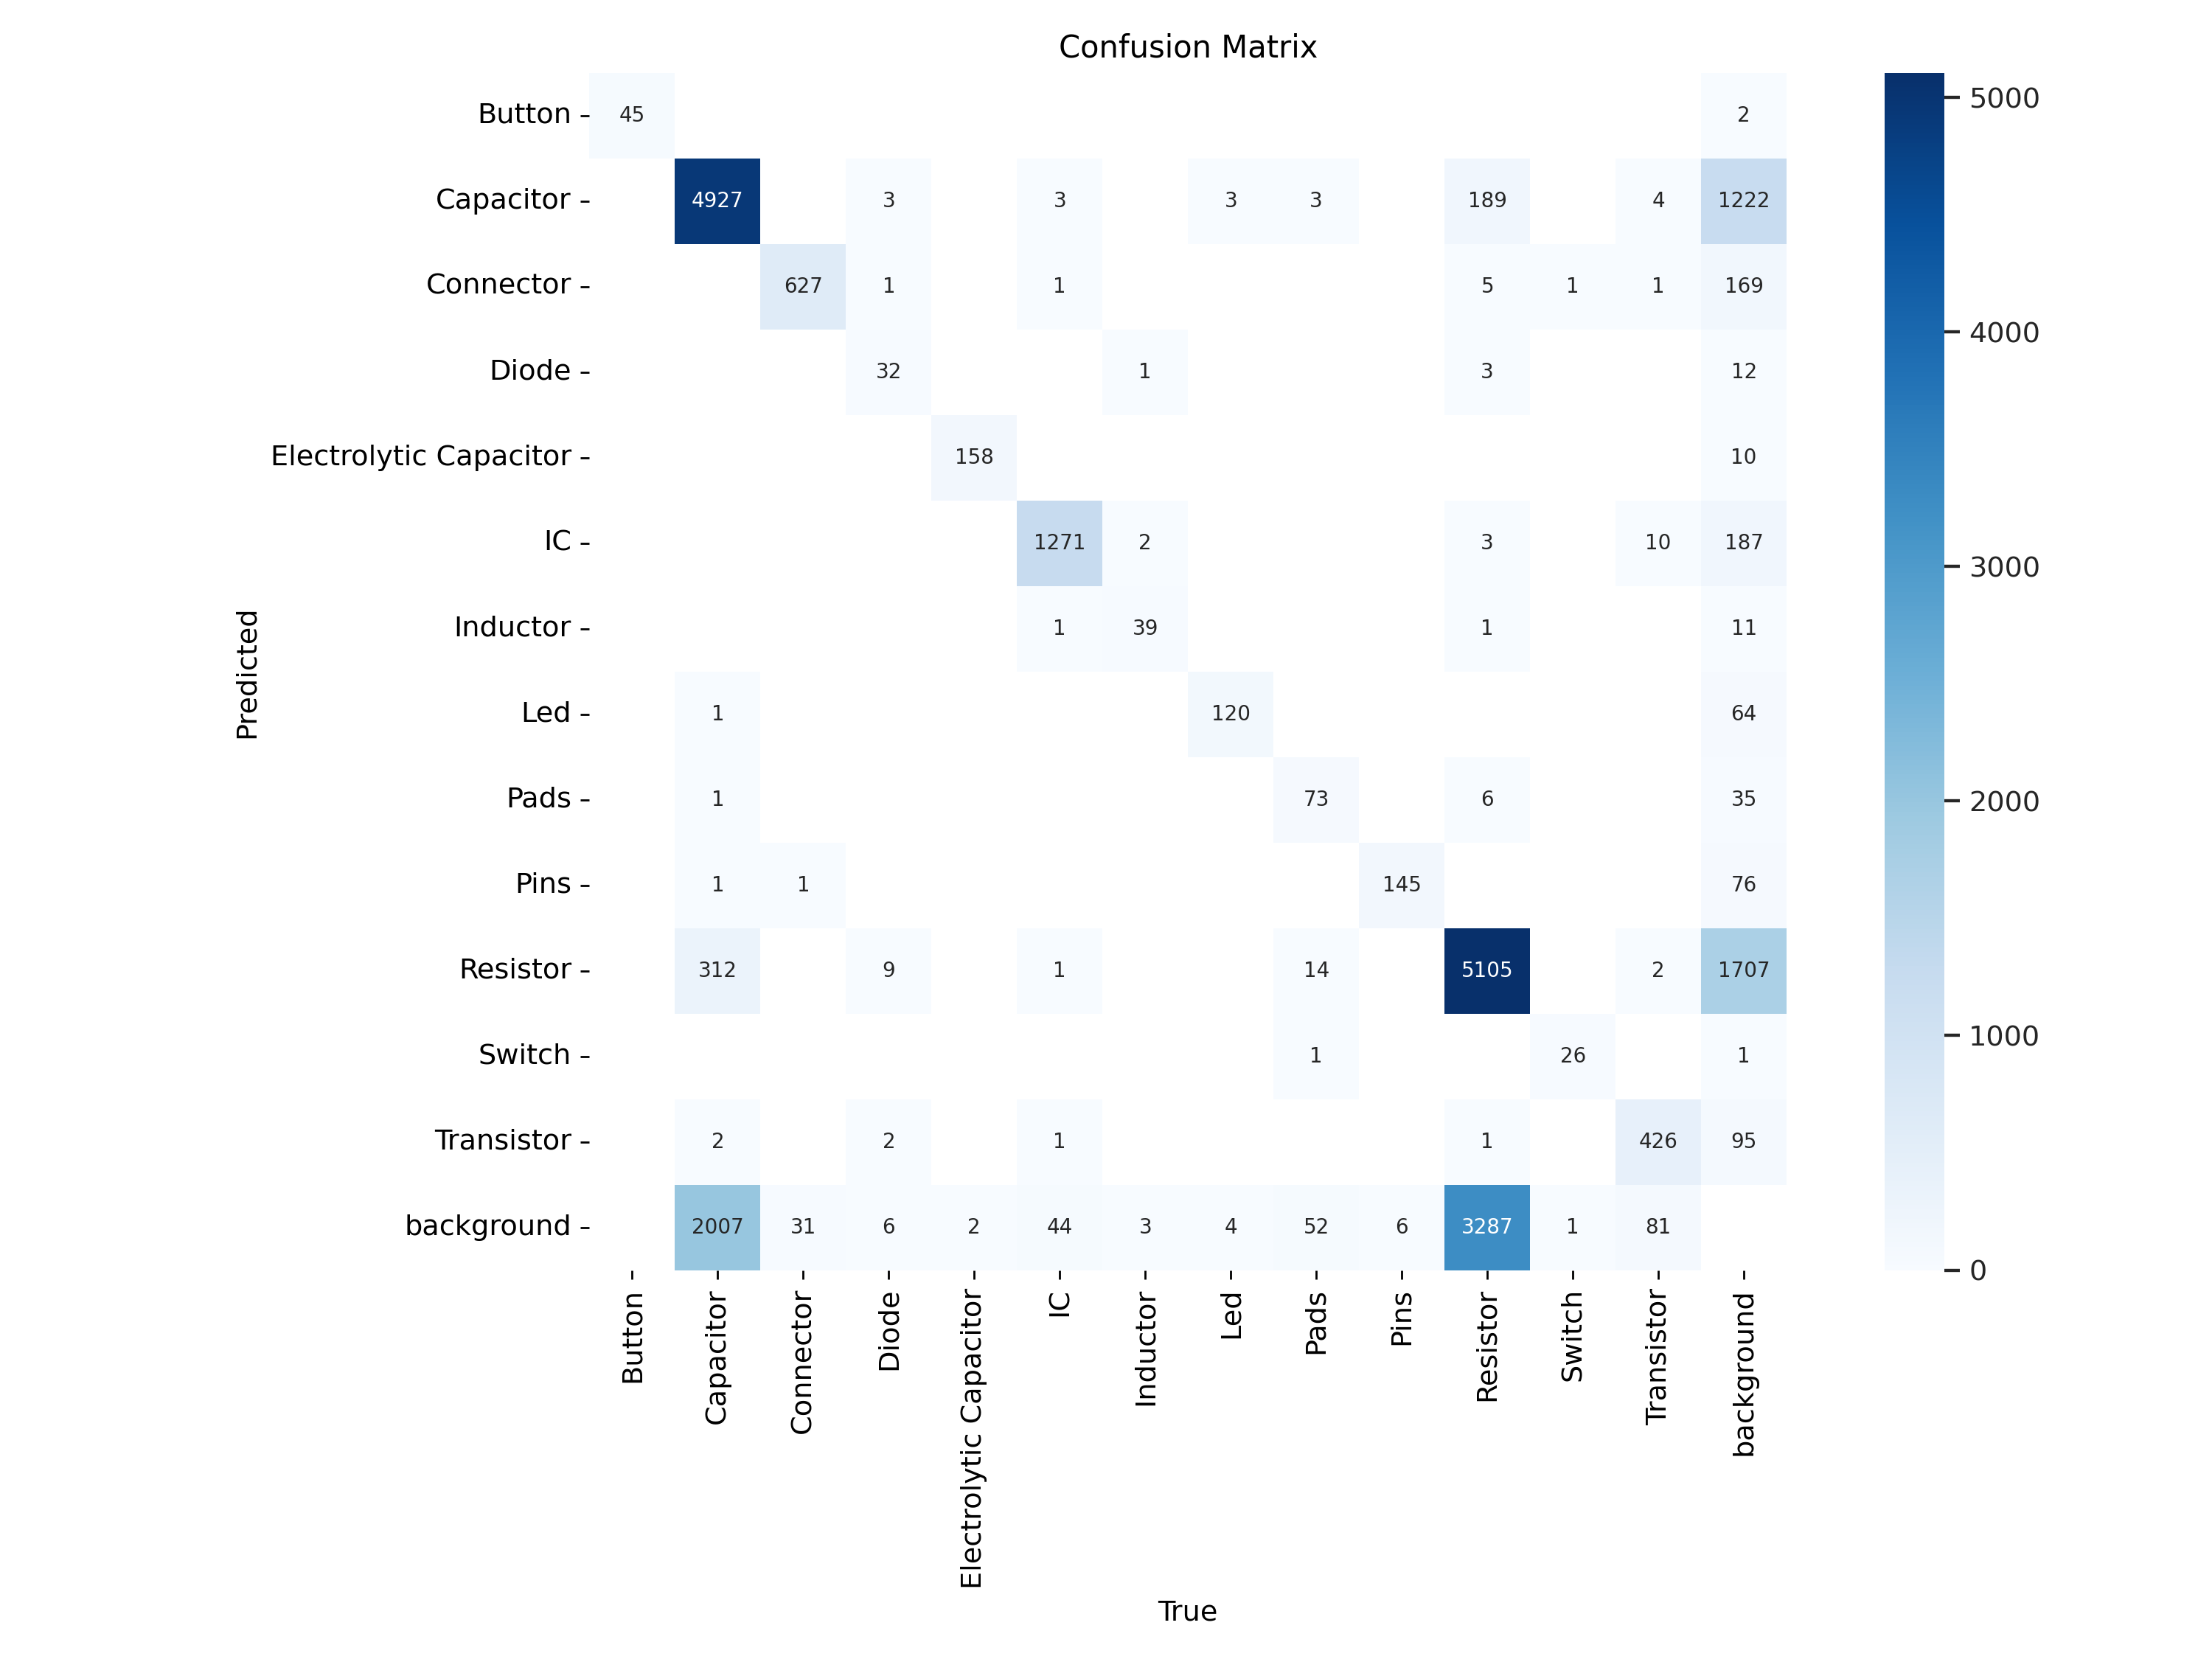 Confusion Matrix
Button 45 2
Capacitor 4927 3 3 3 3 189 4 1222
Connector 627 1 1 5 1 1 169
Diode 32 1 3 12
Electrolytic Capacitor 158 10
IC 1271 2 3 10 187
Inductor 1 39 1 11
Led 1 120 64
Pads 1 73 6 35
Pins 1 1 145 76
Resistor 312 9 1 14 5105 2 1707
Switch 1 26 1
Transistor 2 2 1 1 426 95
background 2007 31 6 2 44 3 4 52 6 3287 1 81
Predicted
Button
Capacitor
Connector
Diode
Electrolytic Capacitor
IC
Inductor
Led
Pads
Pins
Resistor
Switch
Transistor
background
True
5000
4000
3000
2000
1000
0